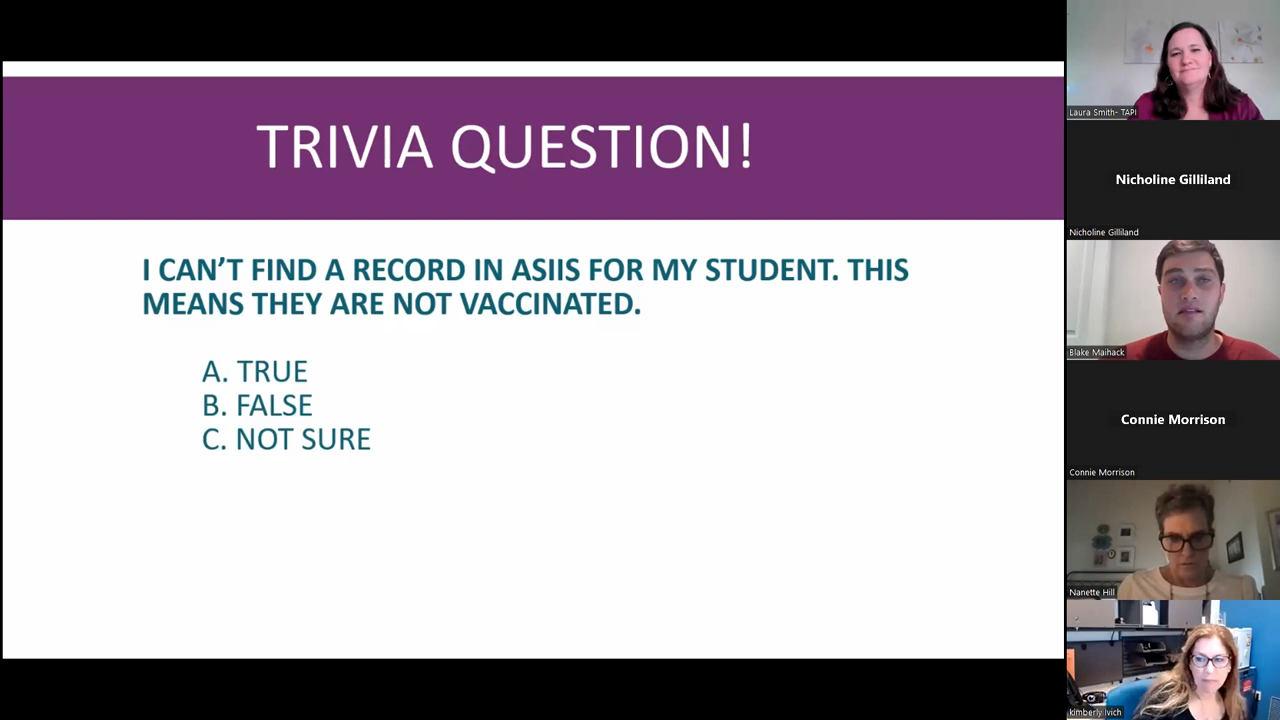 TRIVIA QUESTION!
I CAN’T FIND A RECORD IN ASIIS FOR MY STUDENT. THIS
MEANS THEY ARE NOT VACCINATED.
A. TRUE
B. FALSE
C. NOT SURE
Laura Smith- TAPI
Nicholine Gilliland
Nicholine Gilliland
Blake Maihack
Connie Morrison
Connie Morrison
Nanette Hill
kimberly Ivich